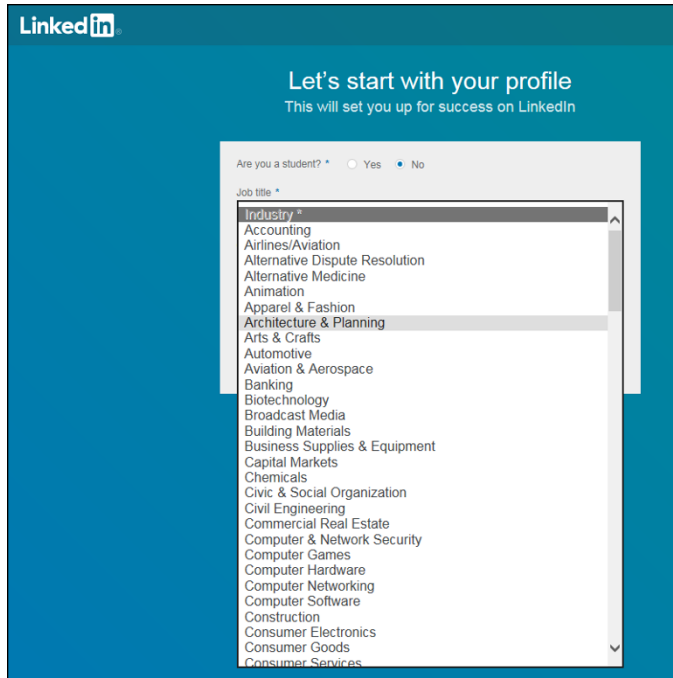 Linked in ®
Let's start with your profile
This will set you up for success on LinkedIn
Are you a student? * Yes No
Job title *
Industry *
Accounting
Airlines/Aviation
Alternative Dispute Resolution
Alternative Medicine
Animation
Apparel & Fashion
Architecture & Planning
Arts & Crafts
Automotive
Aviation & Aerospace
Banking
Biotechnology
Broadcast Media
Building Materials
Business Supplies & Equipment
Capital Markets
Chemicals
Civic & Social Organization
Civil Engineering
Commercial Real Estate
Computer & Network Security
Computer Games
Computer Hardware
Computer Networking
Computer Software
Construction
Consumer Electronics
Consumer Goods
Consumer Services